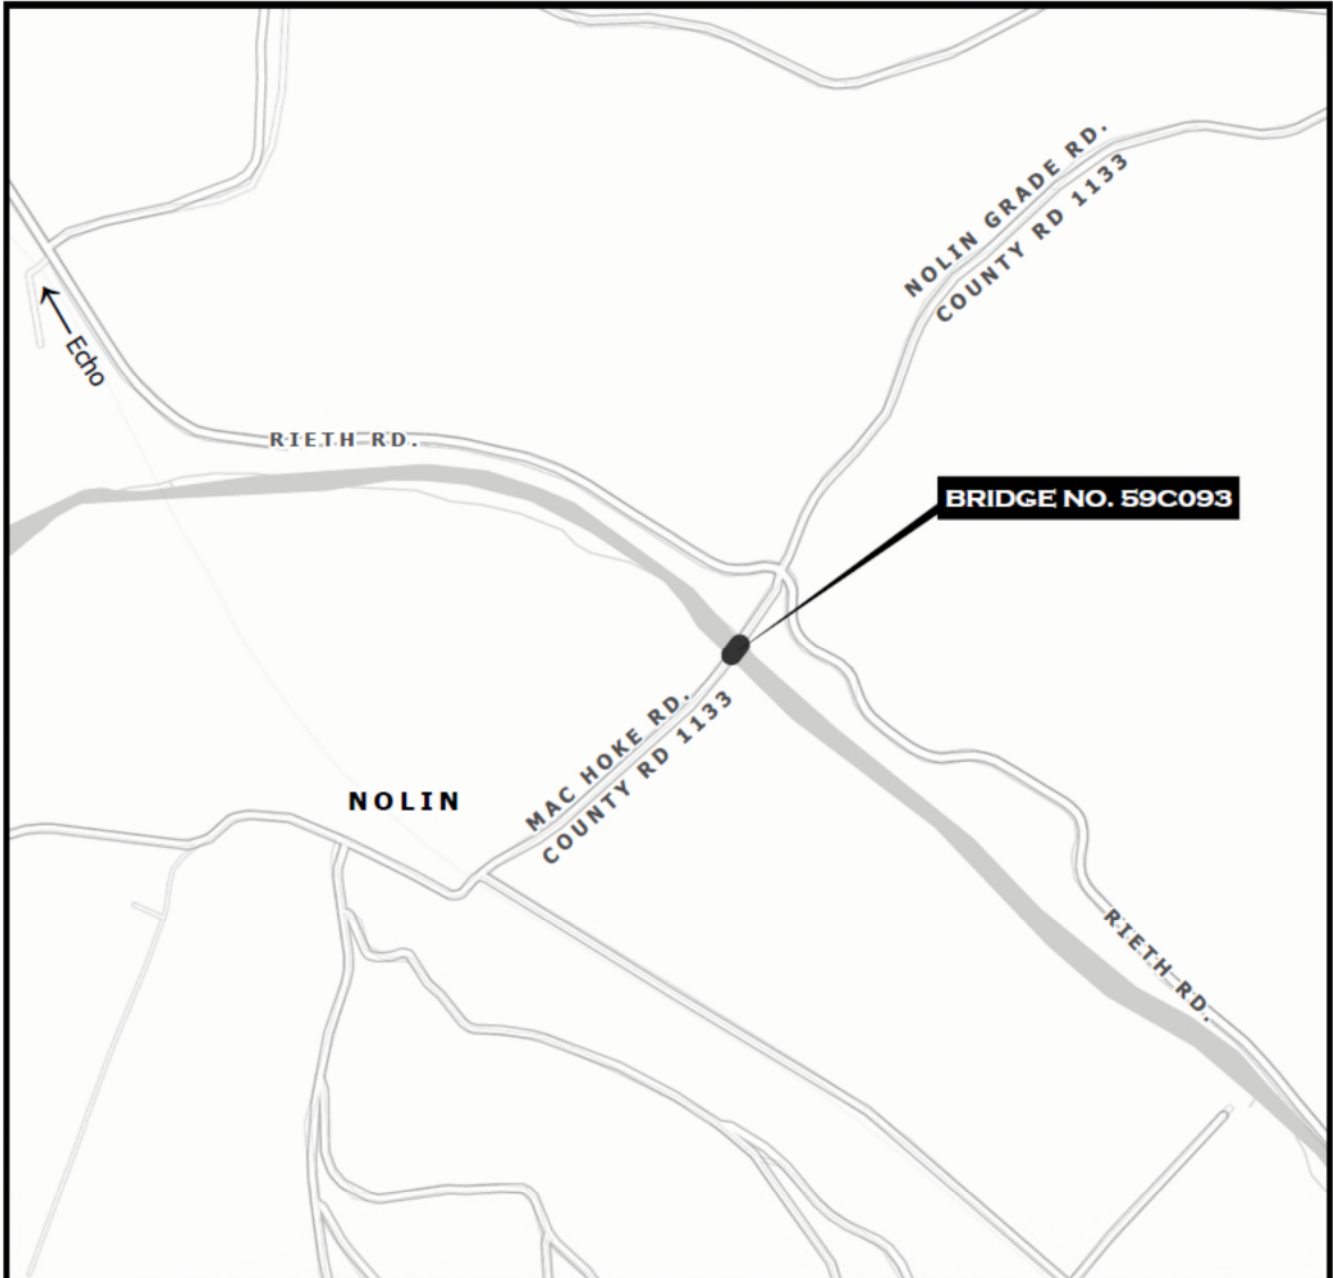 NOLIN GRADE RD.
COUNTY RD 1133
Echo
RIETH RD.
BRIDGE NO. 59C093
MAC HOKE RD.
COUNTY RD 1133
NOLIN
RIETH RD.